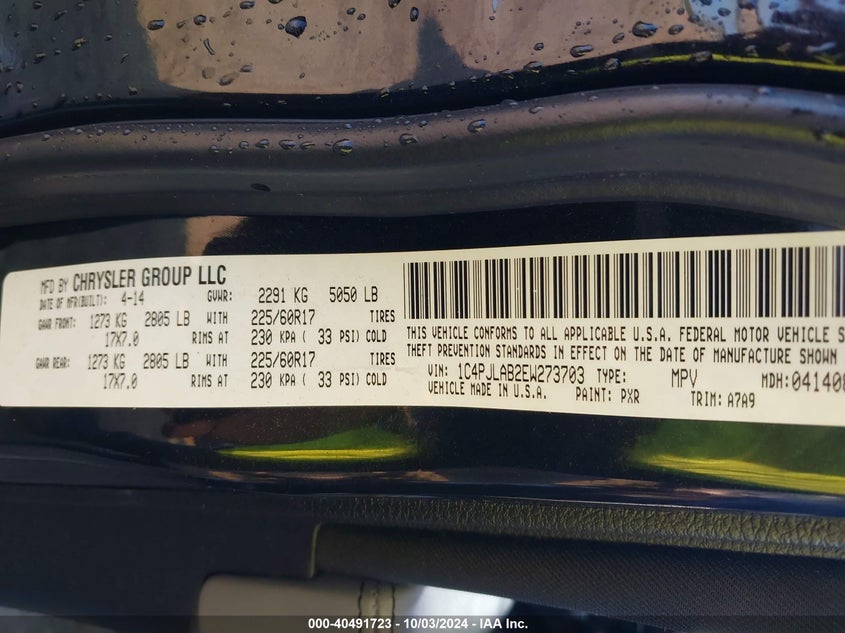 MFD BY CHRYSLER GROUP LLC
DATE OF MFR(BUILT): 4-14 GVWR: 2291 KG 5050 LB
GAWR FRONT: 1273 KG 2805 LB WITH 225/60R17 TIRES
17X7.0 RIMS AT 230 KPA ( 33 PSI) COLD
GAWR REAR: 1273 KG 2805 LB WITH 225/60R17 TIRES
17X7.0 RIMS AT 230 KPA ( 33 PSI) COLD
THIS VEHICLE CONFORMS TO ALL APPLICABLE U.S.A. FEDERAL MOTOR VEHICLE S
THEFT PREVENTION STANDARDS IN EFFECT ON THE DATE OF MANUFACTURE SHOWN
VIN: 1C4PJLAB2EW273703 TYPE: MPV MDH: 041408
VEHICLE MADE IN U.S.A. PAINT: PXR TRIM: A7A9
000-40491723 - 10/03/2024 - IAA Inc.